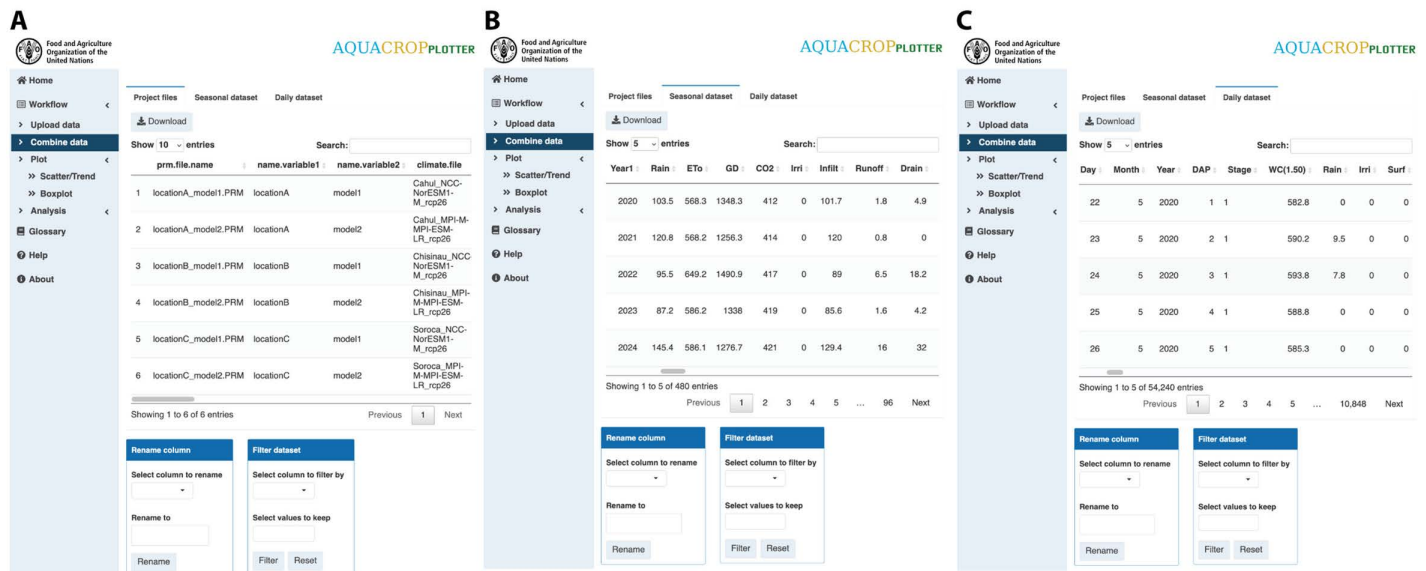 A
Food and Agriculture
Organization of the
United Nations
AQUACROPPLOTTER
Home
Workflow
Upload data
Combine data
Plot
Scatter/Trend
Boxplot
Analysis
Glossary
Help
About
Project files Seasonal dataset Daily dataset
Download
Show 10 entries Search:
prm.file.name name.variable1 name.variable2 climate.file
1 locationA_model1.PRM locationA model1 Cahul_NCC-
NorESM1-
M_rcp26
2 locationA_model2.PRM locationA model2 Cahul_MPI-M-
MPI-ESM-
LR_rcp26
3 locationB_model1.PRM locationB model1 Chisinau_NCC-
NorESM1-
M_rcp26
4 locationB_model2.PRM locationB model2 Chisinau_MPI-
M-MPI-ESM-
LR_rcp26
5 locationC_model1.PRM locationC model1 Soroca_NCC-
NorESM1-
M_rcp26
6 locationC_model2.PRM locationC model2 Soroca_MPI-
M-MPI-ESM-
LR_rcp26
Showing 1 to 6 of 6 entries
Previous 1 Next
Rename column
Select column to rename
Rename to
Rename
Filter dataset
Select column to filter by
Select values to keep
Filter Reset
B
Food and Agriculture
Organization of the
United Nations
AQUACROPPLOTTER
Home
Workflow
Upload data
Combine data
Plot
Scatter/Trend
Boxplot
Analysis
Glossary
Help
About
Project files Seasonal dataset Daily dataset
Download
Show 5 entries Search:
Year1 Rain ETo GD CO2 Irri Infilt Runoff Drain
2020 103.5 568.3 1348.3 412 0 101.7 1.8 4.9
2021 120.8 568.2 1256.3 414 0 120 0.8 0
2022 95.5 649.2 1490.9 417 0 89 6.5 18.2
2023 87.2 586.2 1338 419 0 85.6 1.6 4.2
2024 145.4 586.1 1276.7 421 0 129.4 16 32
Showing 1 to 5 of 480 entries
Previous 1 2 3 4 5 ... 96 Next
Rename column
Select column to rename
Rename to
Rename
Filter dataset
Select column to filter by
Select values to keep
Filter Reset
C
Food and Agriculture
Organization of the
United Nations
AQUACROPPLOTTER
Home
Workflow
Upload data
Combine data
Plot
Scatter/Trend
Boxplot
Analysis
Glossary
Help
About
Project files Seasonal dataset Daily dataset
Download
Show 5 entries Search:
Day Month Year DAP Stage WC(1.50) Rain Irri Surf
22 5 2020 1 1 582.8 0 0 0
23 5 2020 2 1 590.2 9.5 0 0
24 5 2020 3 1 593.8 7.8 0 0
25 5 2020 4 1 588.8 0 0 0
26 5 2020 5 1 585.3 0 0 0
Showing 1 to 5 of 54,240 entries
Previous 1 2 3 4 5 ... 10,848 Next
Rename column
Select column to rename
Rename to
Rename
Filter dataset
Select column to filter by
Select values to keep
Filter Reset